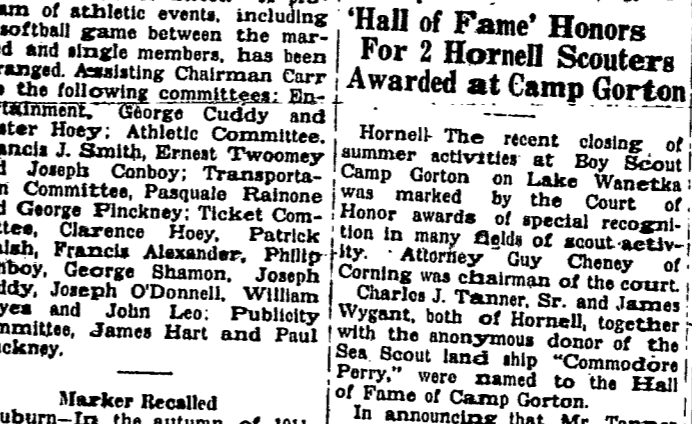 am of athletic events, including
softball game between the mar-
d and single members, has been
ranged. Assisting Chairman Carr
the following committees: En-
tainment, George Cuddy and
ster Hoey; Athletic Committee,
ancis J. Smith, Ernest Twoomey
d Joseph Conboy; Transporta-
n Committee, Pasquale Rainone
d George Pinckney; Ticket Com-
ttee, Clarence Hoey, Patrick
alsh, Francis Alexander, Philip
nboy, George Shamon, Joseph
ddy, Joseph O'Donnell, William
yes and John Leo; Publicity
mmittee, James Hart and Paul
ckney.
Marker Recalled
uburn—In the autumn of 1911
'Hall of Fame' Honors
For 2 Hornell Scouters
Awarded at Camp Gorton
Hornell- The recent closing of
summer activities at Boy Scout
Camp Gorton on Lake Wanetka
was marked by the Court of
Honor awards of special recogni-
tion in many fields of scout activ-
ity. Attorney Guy Cheney of
Corning was chairman of the court.
Charles J. Tanner, Sr. and James
Wygant, both of Hornell, together
with the anonymous donor of the
Sea Scout land ship "Commodore
Perry," were named to the Hall
of Fame of Camp Gorton.
In announcing that Mr. Tanner